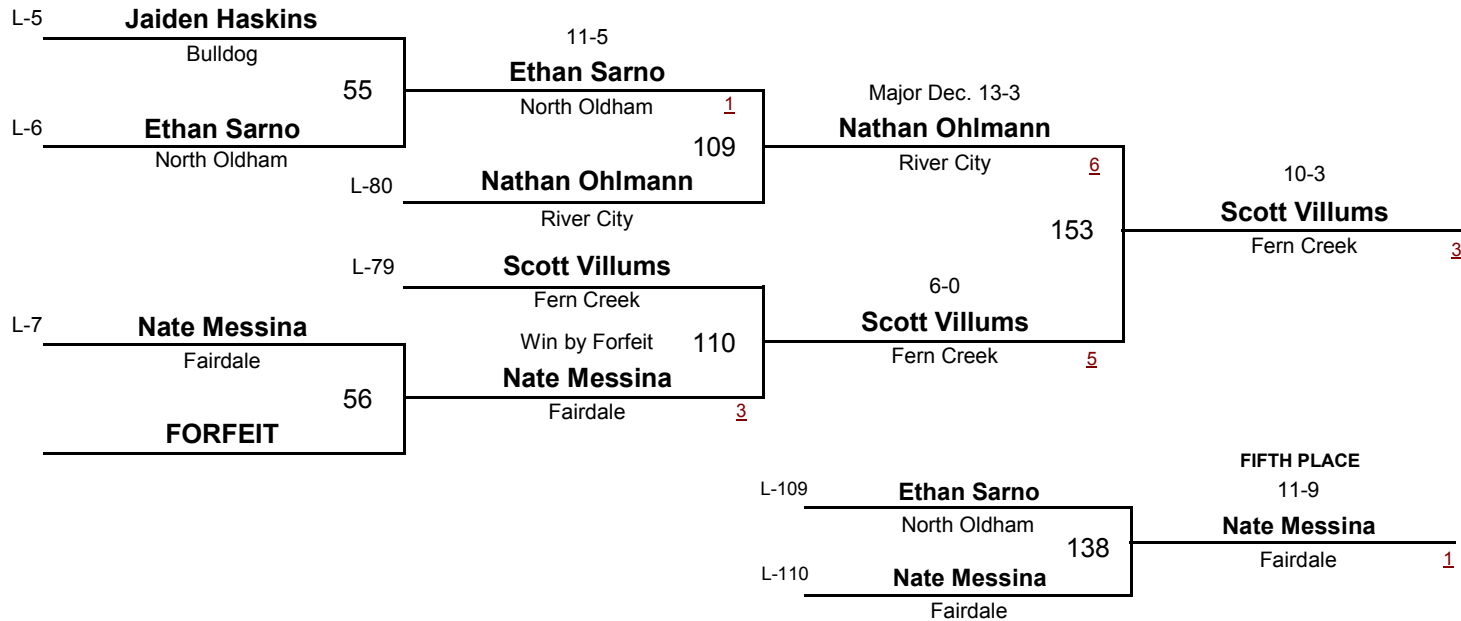 L-5
Jaiden Haskins
Bulldog
55
L-6
Ethan Sarno
North Oldham
11-5
Ethan Sarno
North Oldham
1
109
L-80
Nathan Ohlmann
River City
Major Dec. 13-3
Nathan Ohlmann
River City
6
153
10-3
Scott Villums
Fern Creek
3
L-79
Scott Villums
Fern Creek
110
6-0
Scott Villums
Fern Creek
5
L-7
Nate Messina
Fairdale
56
FORFEIT
Win by Forfeit
Nate Messina
Fairdale
3
L-109
Ethan Sarno
North Oldham
138
L-110
Nate Messina
Fairdale
FIFTH PLACE
11-9
Nate Messina
Fairdale
1